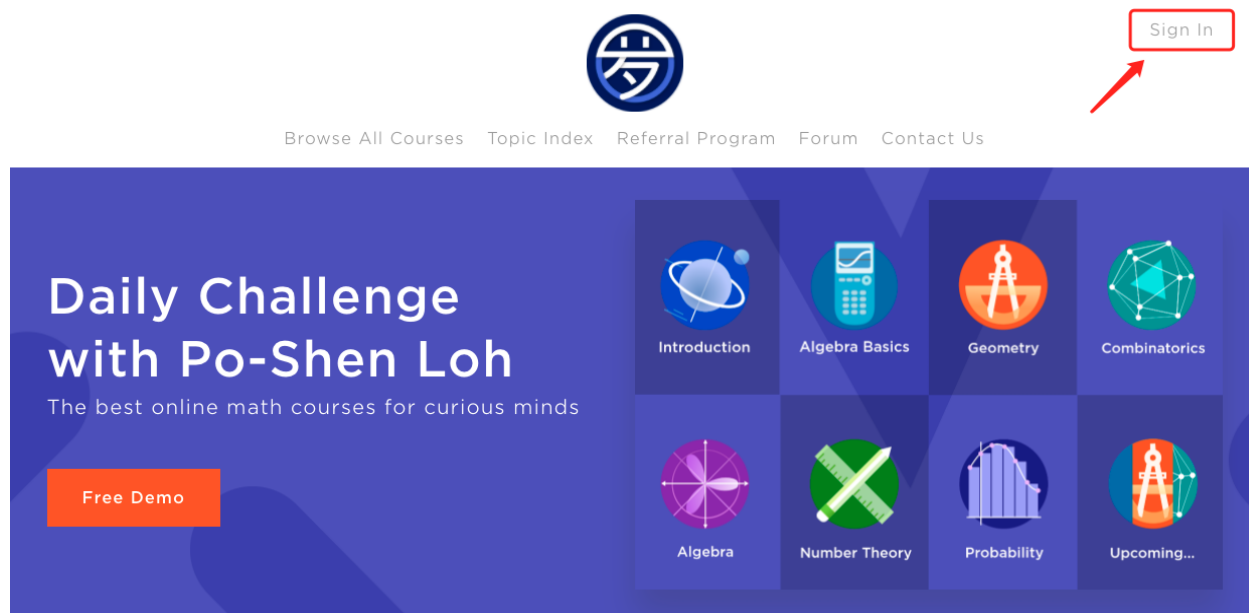 Sign In
Browse All Courses Topic Index Referral Program Forum Contact Us
Daily Challenge
with Po-Shen Loh
The best online math courses for curious minds
Free Demo
Introduction Algebra Basics Geometry Combinatorics
Algebra Number Theory Probability Upcoming...